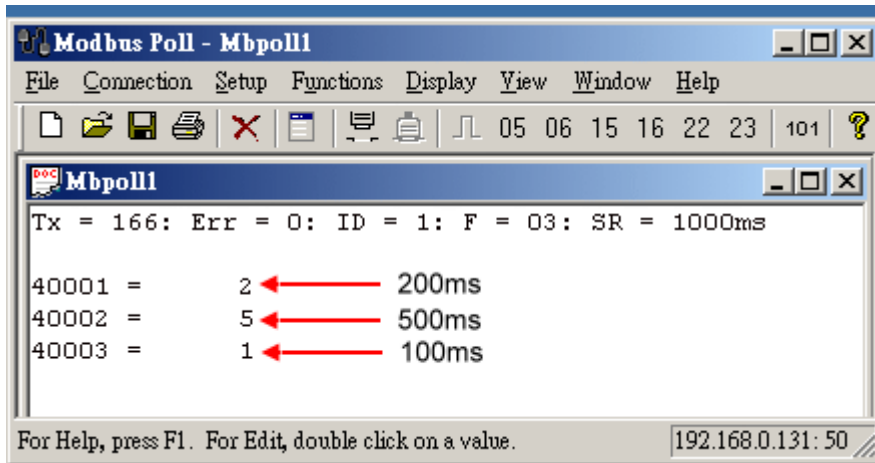 Modbus Poll - Mbpoll1
File Connection Setup Functions Display View Window Help
05 06 15 16 22 23 101
DOC Mbpoll1
Tx = 166: Err = 0: ID = 1: F = 03: SR = 1000ms
40001 = 2 200ms
40002 = 5 500ms
40003 = 1 100ms
For Help, press F1. For Edit, double click on a value. 192.168.0.131: 50